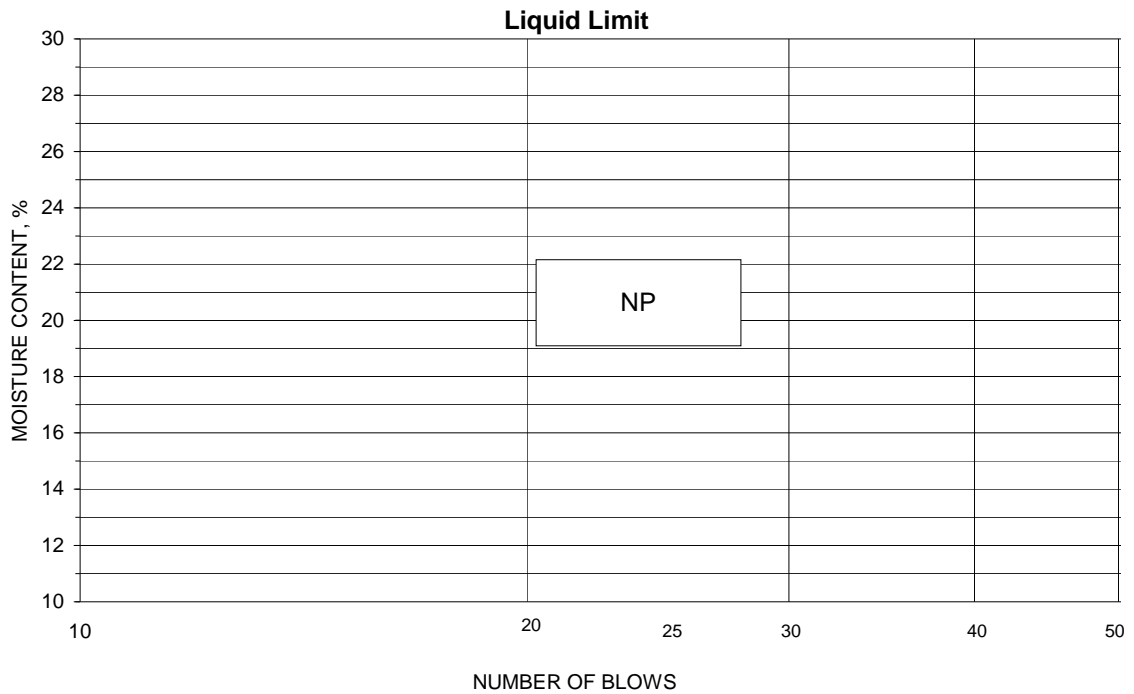 Liquid Limit
30
28
26
24
22
20
18
16
14
12
10
MOISTURE CONTENT, %
NP
10 20 25 30 40 50
NUMBER OF BLOWS